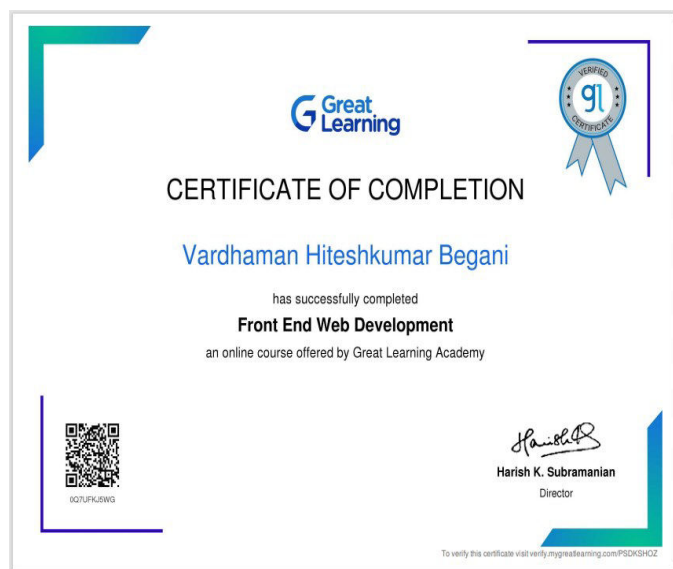 Great
Learning
VERIFIED
gl
CERTIFICATE
CERTIFICATE OF COMPLETION
Vardhaman Hiteshkumar Begani
has successfully completed
Front End Web Development
an online course offered by Great Learning Academy
0Q7UFKJ5WG
Harish K. Subramanian
Director
To verify this certificate visit verify.mygreatlearning.com/PSDKSHOZ